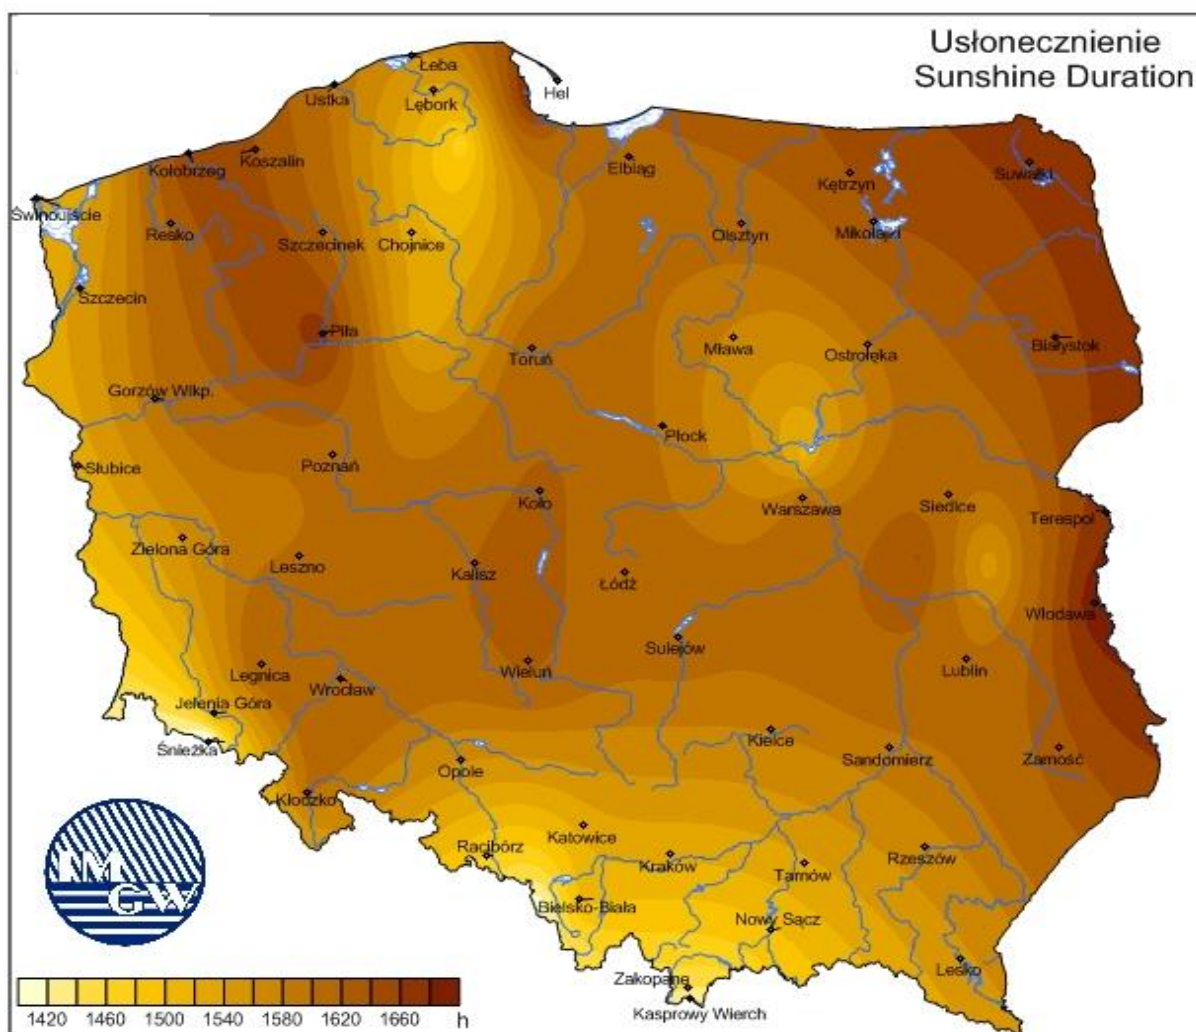 Usłonecznienie
Sunshine Duration
Łeba
Ustka
Lębork
Hel
Kołobrzeg
Koszalin
Elbląg
Kętrzyn
Suwałki
Świnoujście
Resko
Szczecinek
Chojnice
Olsztyn
Mikołajki
Szczecin
Piła
Toruń
Mława
Ostrołęka
Białystok
Gorzów Wlkp.
Płock
Słubice
Poznań
Koło
Warszawa
Siedlce
Terespol
Zielona Góra
Leszno
Kalisz
Łódź
Włodawa
Sulejów
Legnica
Wrocław
Wieluń
Lublin
Jelenia Góra
Śnieżka
Kielce
Sandomierz
Zamość
Opole
Kłodzko
Katowice
Racibórz
Kraków
Tarnów
Rzeszów
IMGW
Bielsko-Biała
Nowy Sącz
Lesko
Zakopane
Kasprowy Wierch
1420 1460 1500 1540 1580 1620 1660 h